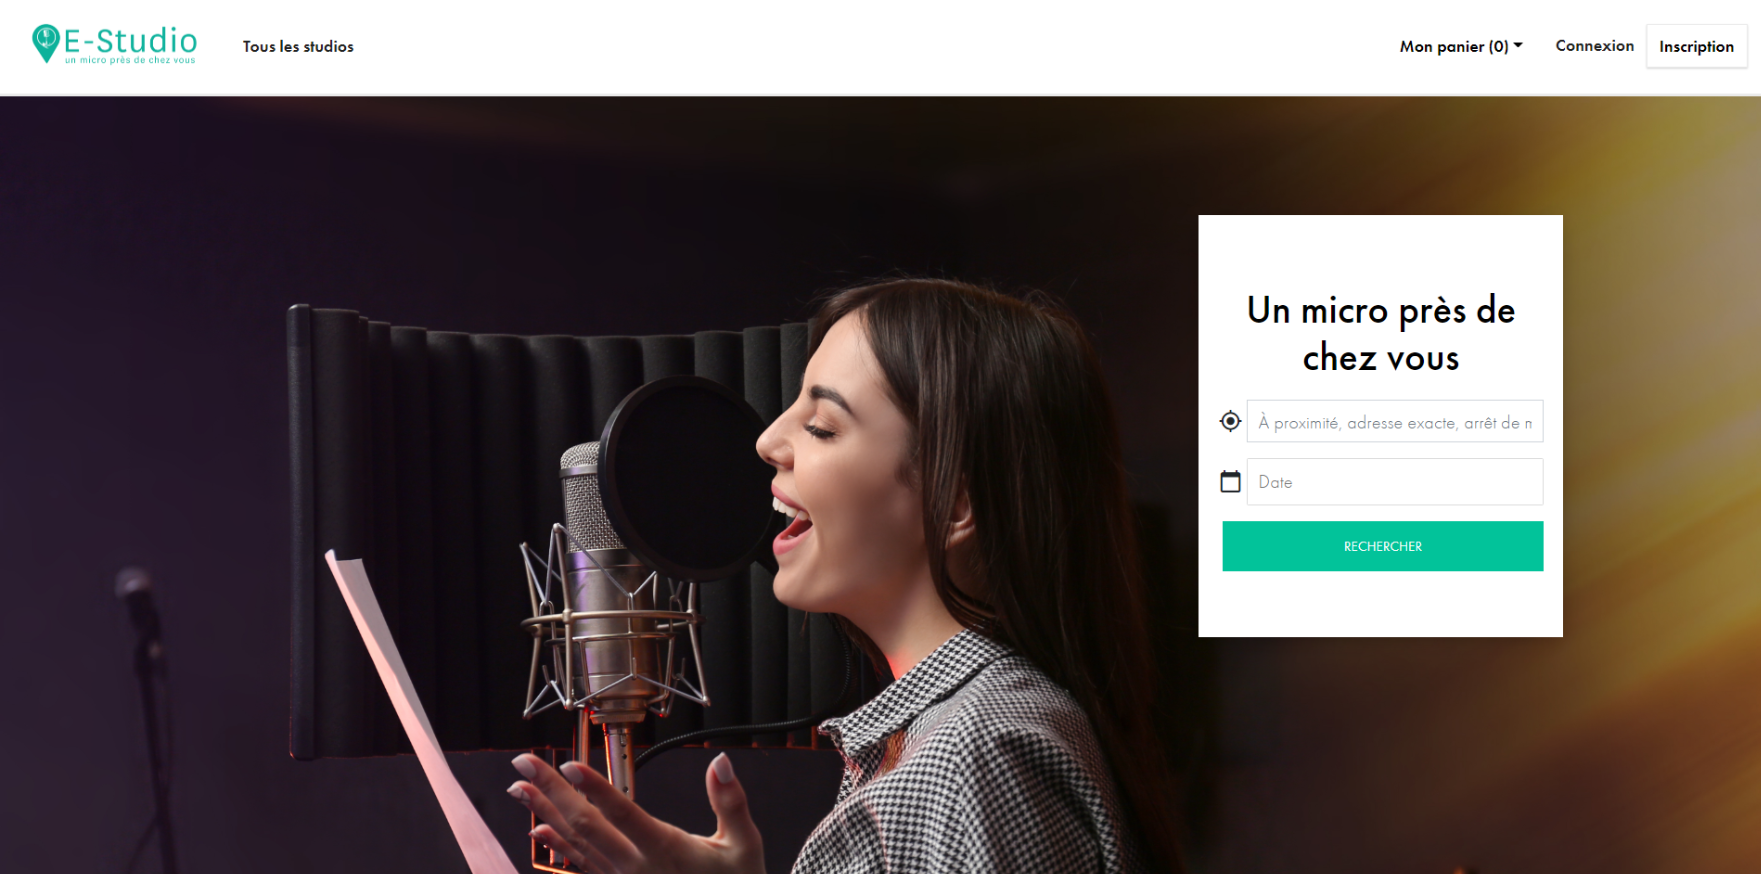 E-Studio
un micro près de chez vous
Tous les studios
Mon panier (0)
Connexion
Inscription
Un micro près de
chez vous
À proximité, adresse exacte, arrêt de
Date
RECHERCHER